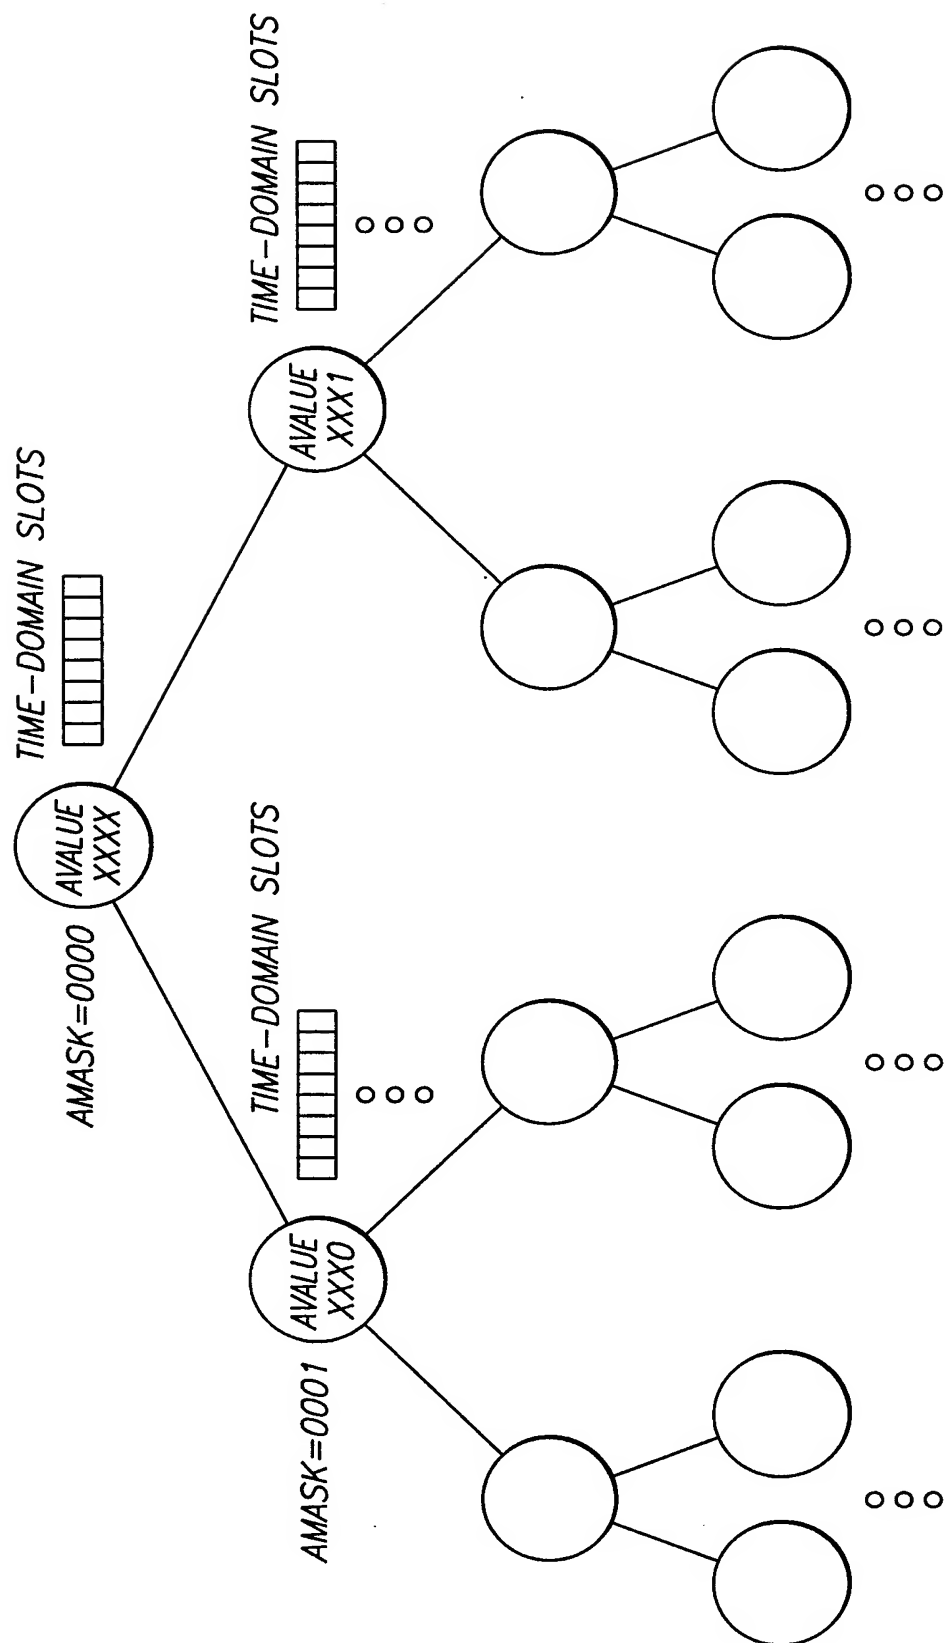 TIME-DOMAIN SLOTS
AMASK=0000
AVALUE
XXXX
TIME-DOMAIN SLOTS
TIME-DOMAIN SLOTS
AMASK=0001
AVALUE
XXX0
AVALUE
XXX1